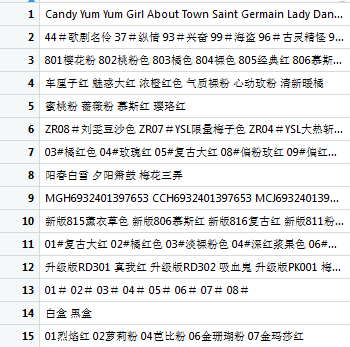 1 Candy Yum Yum Girl About Town Saint Germain Lady Dan...
2 44＃歌剧名伶 37＃纵情 93＃兴奋 99＃海盗 96＃古灵精怪 9...
3 801樱花粉 802桃粉色 803橘色 804裸色 805经典红 806慕斯...
4 车厘子红 魅惑大红 浓橙红色 气质裸粉 心动玫粉 清新暖橘
5 蜜桃粉 蔷薇粉 慕斯红 璎珞红
6 ZR08＃刘雯豆沙色 ZR07＃YSL限量梅子色 ZR04＃YSL大热斩...
7 03#橘红色 04#玫瑰红 05#复古大红 08#偏粉玫红 09#偏红...
8 阳春白雪 夕阳箫鼓 梅花三弄
9 MGH6932401397653 CCH6932401397653 MCJ693240139...
10 新版815薰衣草色 新版806慕斯红 新版816复古红 新版811粉...
11 01#复古大红 02#橘红色 03#淡裸粉色 04#深红浆果色 06#...
12 升级版RD301 真我红 升级版RD302 吸血鬼 升级版PK001 梅...
13 01＃ 02＃ 03＃ 04＃ 05＃ 06＃ 07＃ 08＃
14 白盒 黑盒
15 01烈焰红 02萝莉粉 04芭比粉 06金珊瑚粉 07金玛莎红